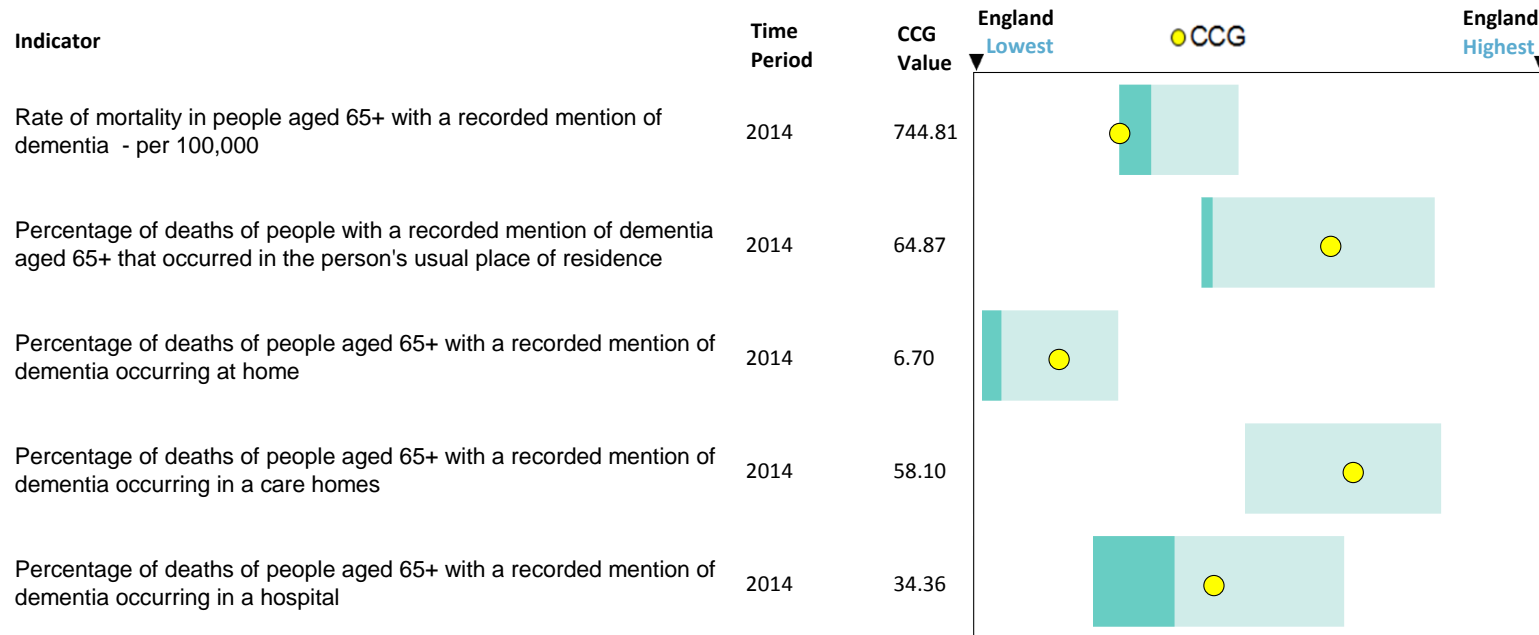 Indicator
Time Period
CCG Value
England Lowest
CCG
England Highest
Rate of mortality in people aged 65+ with a recorded mention of
dementia - per 100,000
2014
744.81
Percentage of deaths of people with a recorded mention of dementia
aged 65+ that occurred in the person's usual place of residence
2014
64.87
Percentage of deaths of people aged 65+ with a recorded mention of
dementia occurring at home
2014
6.70
Percentage of deaths of people aged 65+ with a recorded mention of
dementia occurring in a care homes
2014
58.10
Percentage of deaths of people aged 65+ with a recorded mention of
dementia occurring in a hospital
2014
34.36